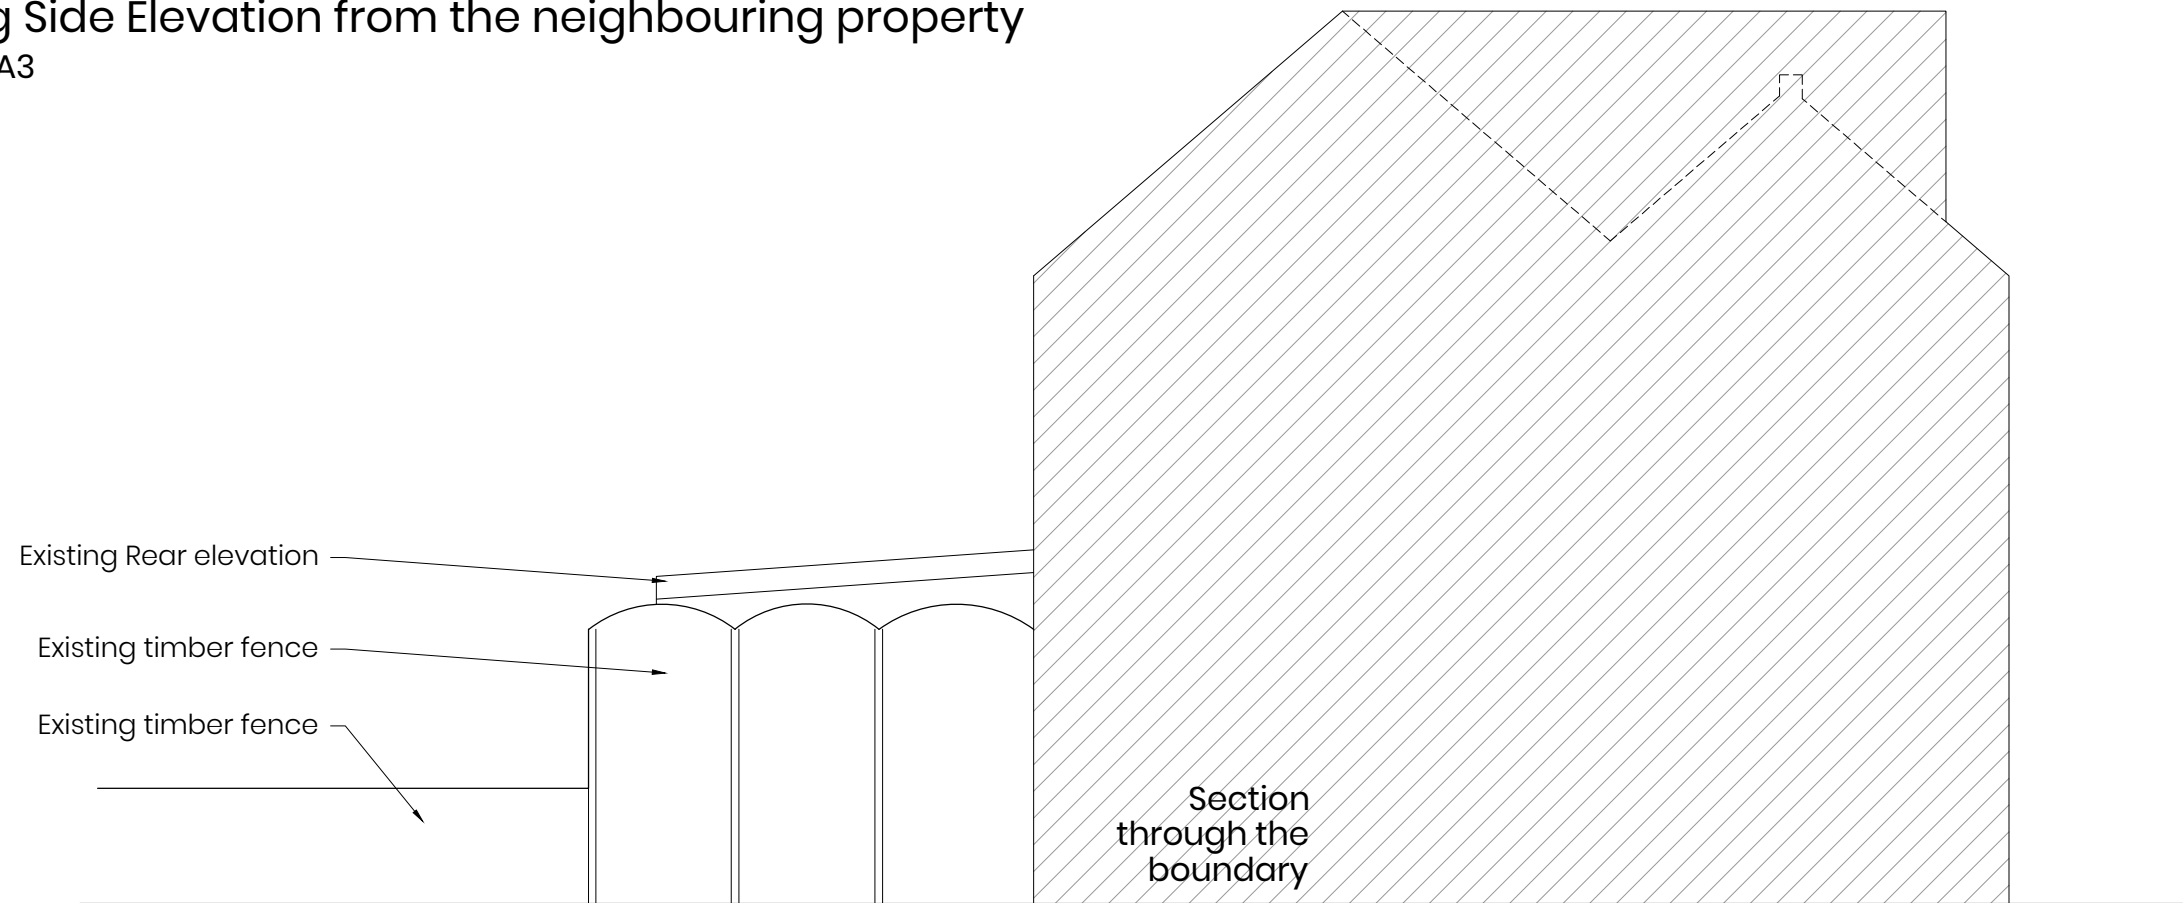 g Side Elevation from the neighbouring property
A3
Existing Rear elevation
Existing timber fence
Existing timber fence
Section
through the
boundary